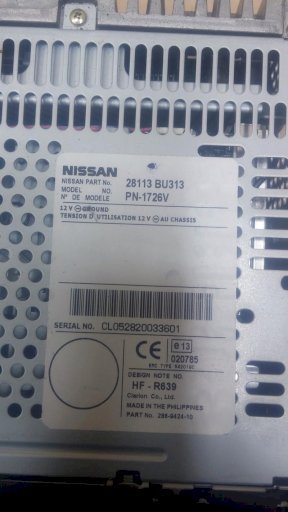 NISSAN
NISSAN PART No. 28113 BU313
MODEL NO. PN-1726V
N° DE MODELE
12 V ⊖ GROUND
TENSION D UTILISATION 12 V ⊖ AU CHASSIS
SERIAL NO. CL052820033601
CE e13
020785
DESIGN NOTE NO.
HF - R639
Clarion Co., Ltd.
MADE IN THE PHILIPPINES
PART No. 286-9424-10